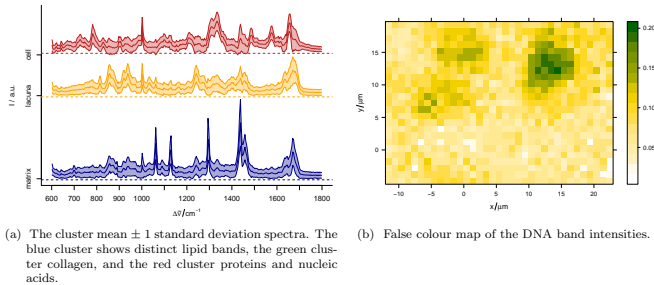 cell
lacuna
matrix
I / a.u.
600 700 800 900 1000 1200 1400 1600 1800
Δν̃/cm⁻¹
15
10
5
0
y/μm
-10 -5 0 5 10 15 20
x/μm
0.20
0.15
0.10
0.05
(a) The cluster mean ± 1 standard deviation spectra. The
blue cluster shows distinct lipid bands, the green clus-
ter collagen, and the red cluster proteins and nucleic
acids.
(b) False colour map of the DNA band intensities.